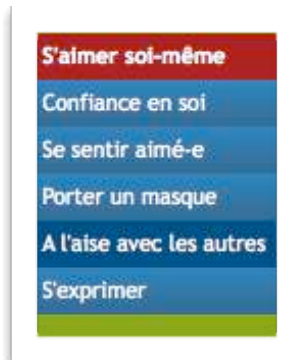 S'aimer soi-même
Confiance en soi
Se sentir aimé-e
Porter un masque
A l'aise avec les autres
S'exprimer